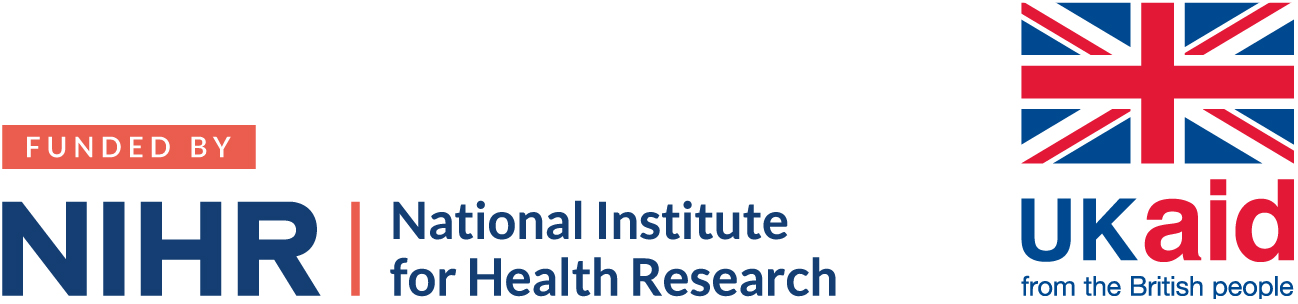 FUNDED BY
NIHR
National Institute
for Health Research
UKaid
from the British people